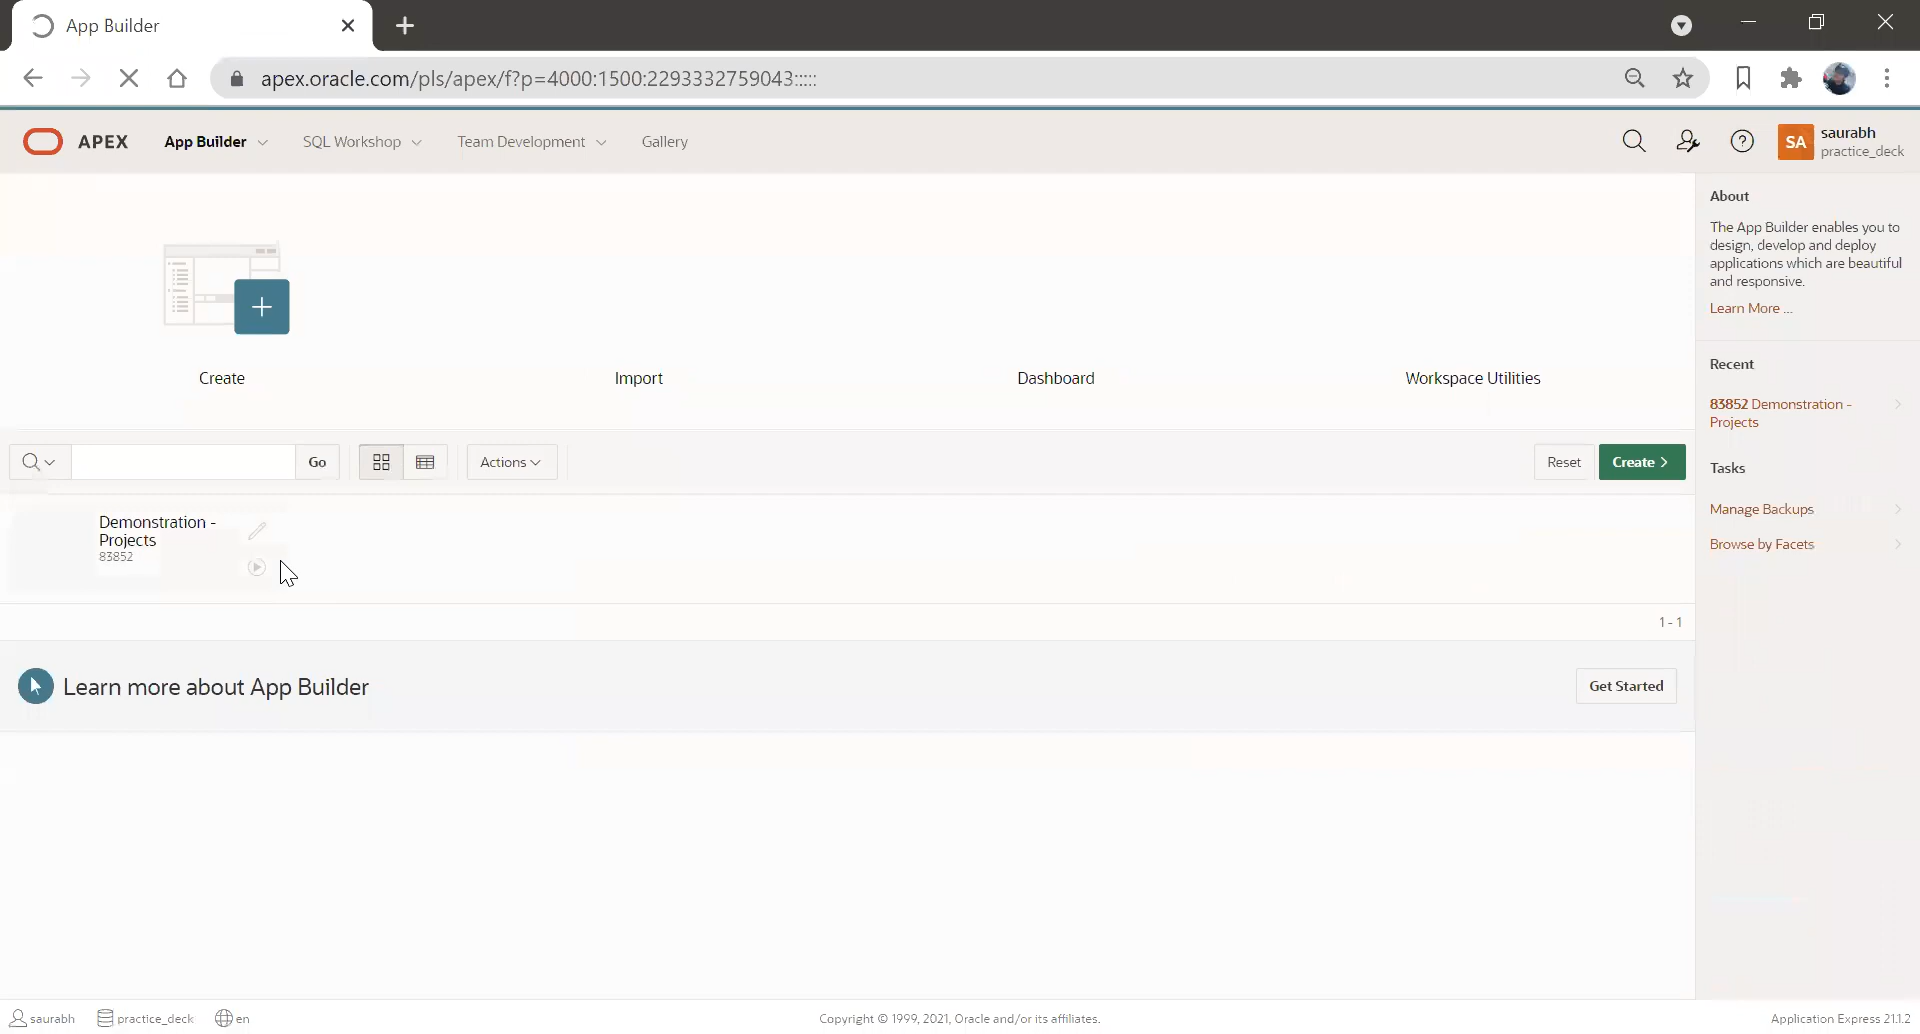 App Builder
apex.oracle.com/pls/apex/f?p=4000:1500:2293332759043:::::
APEX
App Builder
SQL Workshop
Team Development
Gallery
SA
saurabh
practice_deck
About
The App Builder enables you to
design, develop and deploy
applications which are beautiful
and responsive.
Learn More ...
Create
Import
Dashboard
Workspace Utilities
Recent
83852 Demonstration -
Projects
Go
Actions
Reset
Create
Tasks
Manage Backups
Browse by Facets
Demonstration -
Projects
83852
1 - 1
Learn more about App Builder
Get Started
saurabh
practice_deck
en
Copyright © 1999, 2021, Oracle and/or its affiliates.
Application Express 21.1.2